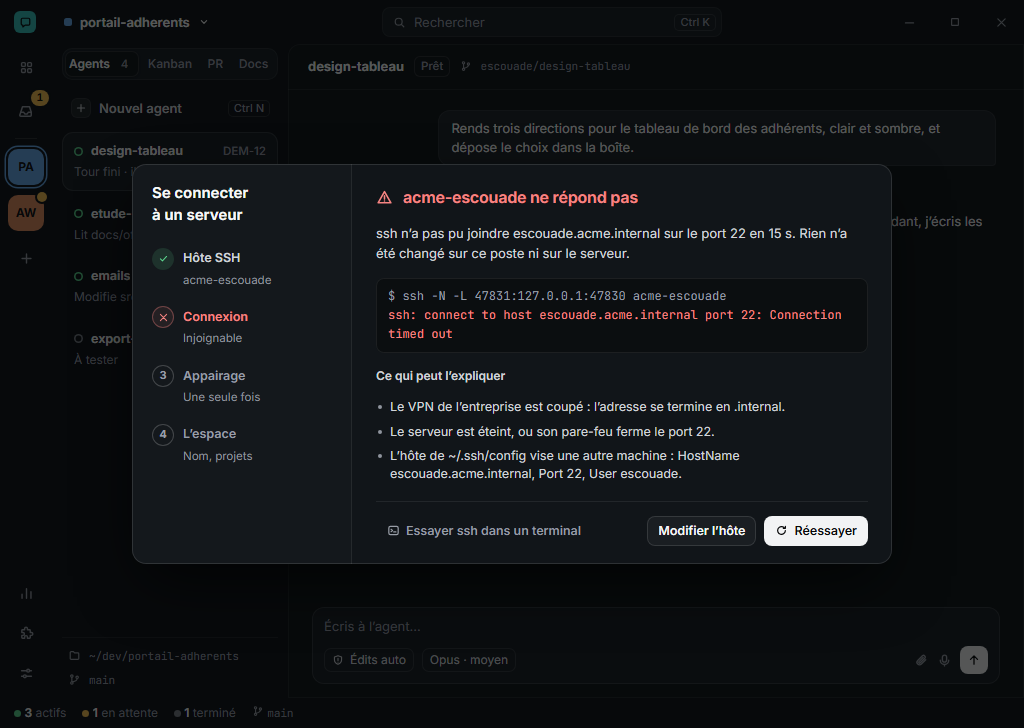 portail-adherents
Rechercher
Ctrl K
Agents 4
Kanban
PR
Docs
design-tableau
Prêt
escouade/design-tableau
1
Nouvel agent
Ctrl N
Rends trois directions pour le tableau de bord des adhérents, clair et sombre, et
dépose le choix dans la boîte.
PA
design-tableau
DEM-12
Tour fini ·
AW
etude-
Lit docs/
dant, j’écris les
emails
Modifie
export-
À tester
Se connecter
à un serveur
Hôte SSH
acme-escouade
Connexion
Injoignable
3
Appairage
Une seule fois
4
L’espace
Nom, projets
acme-escouade ne répond pas
ssh n’a pas pu joindre escouade.acme.internal sur le port 22 en 15 s. Rien n’a
été changé sur ce poste ni sur le serveur.
$ ssh -N -L 47831:127.0.0.1:47830 acme-escouade
ssh: connect to host escouade.acme.internal port 22: Connection
timed out
Ce qui peut l’expliquer
• Le VPN de l’entreprise est coupé : l’adresse se termine en .internal.
• Le serveur est éteint, ou son pare-feu ferme le port 22.
• L’hôte de ~/.ssh/config vise une autre machine : HostName
escouade.acme.internal, Port 22, User escouade.
Essayer ssh dans un terminal
Modifier l’hôte
Réessayer
Écris à l’agent...
Édits auto
Opus · moyen
~/dev/portail-adherents
main
3 actifs
1 en attente
1 terminé
main